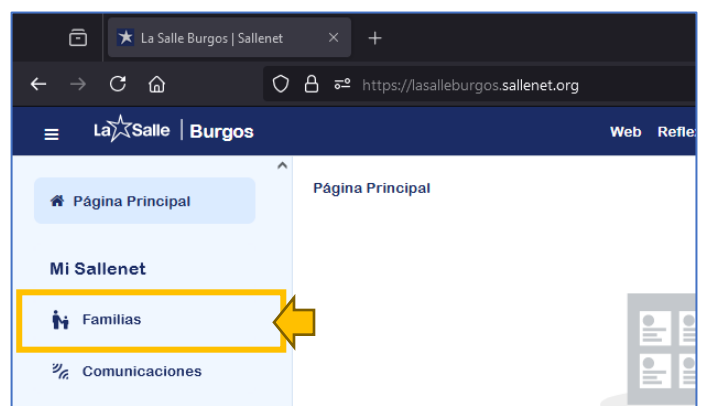 La Salle Burgos | Sallenet
https://lasalleburgos.sallenet.org
La Salle | Burgos
Web
Página Principal
Página Principal
Mi Sallenet
Familias
Comunicaciones